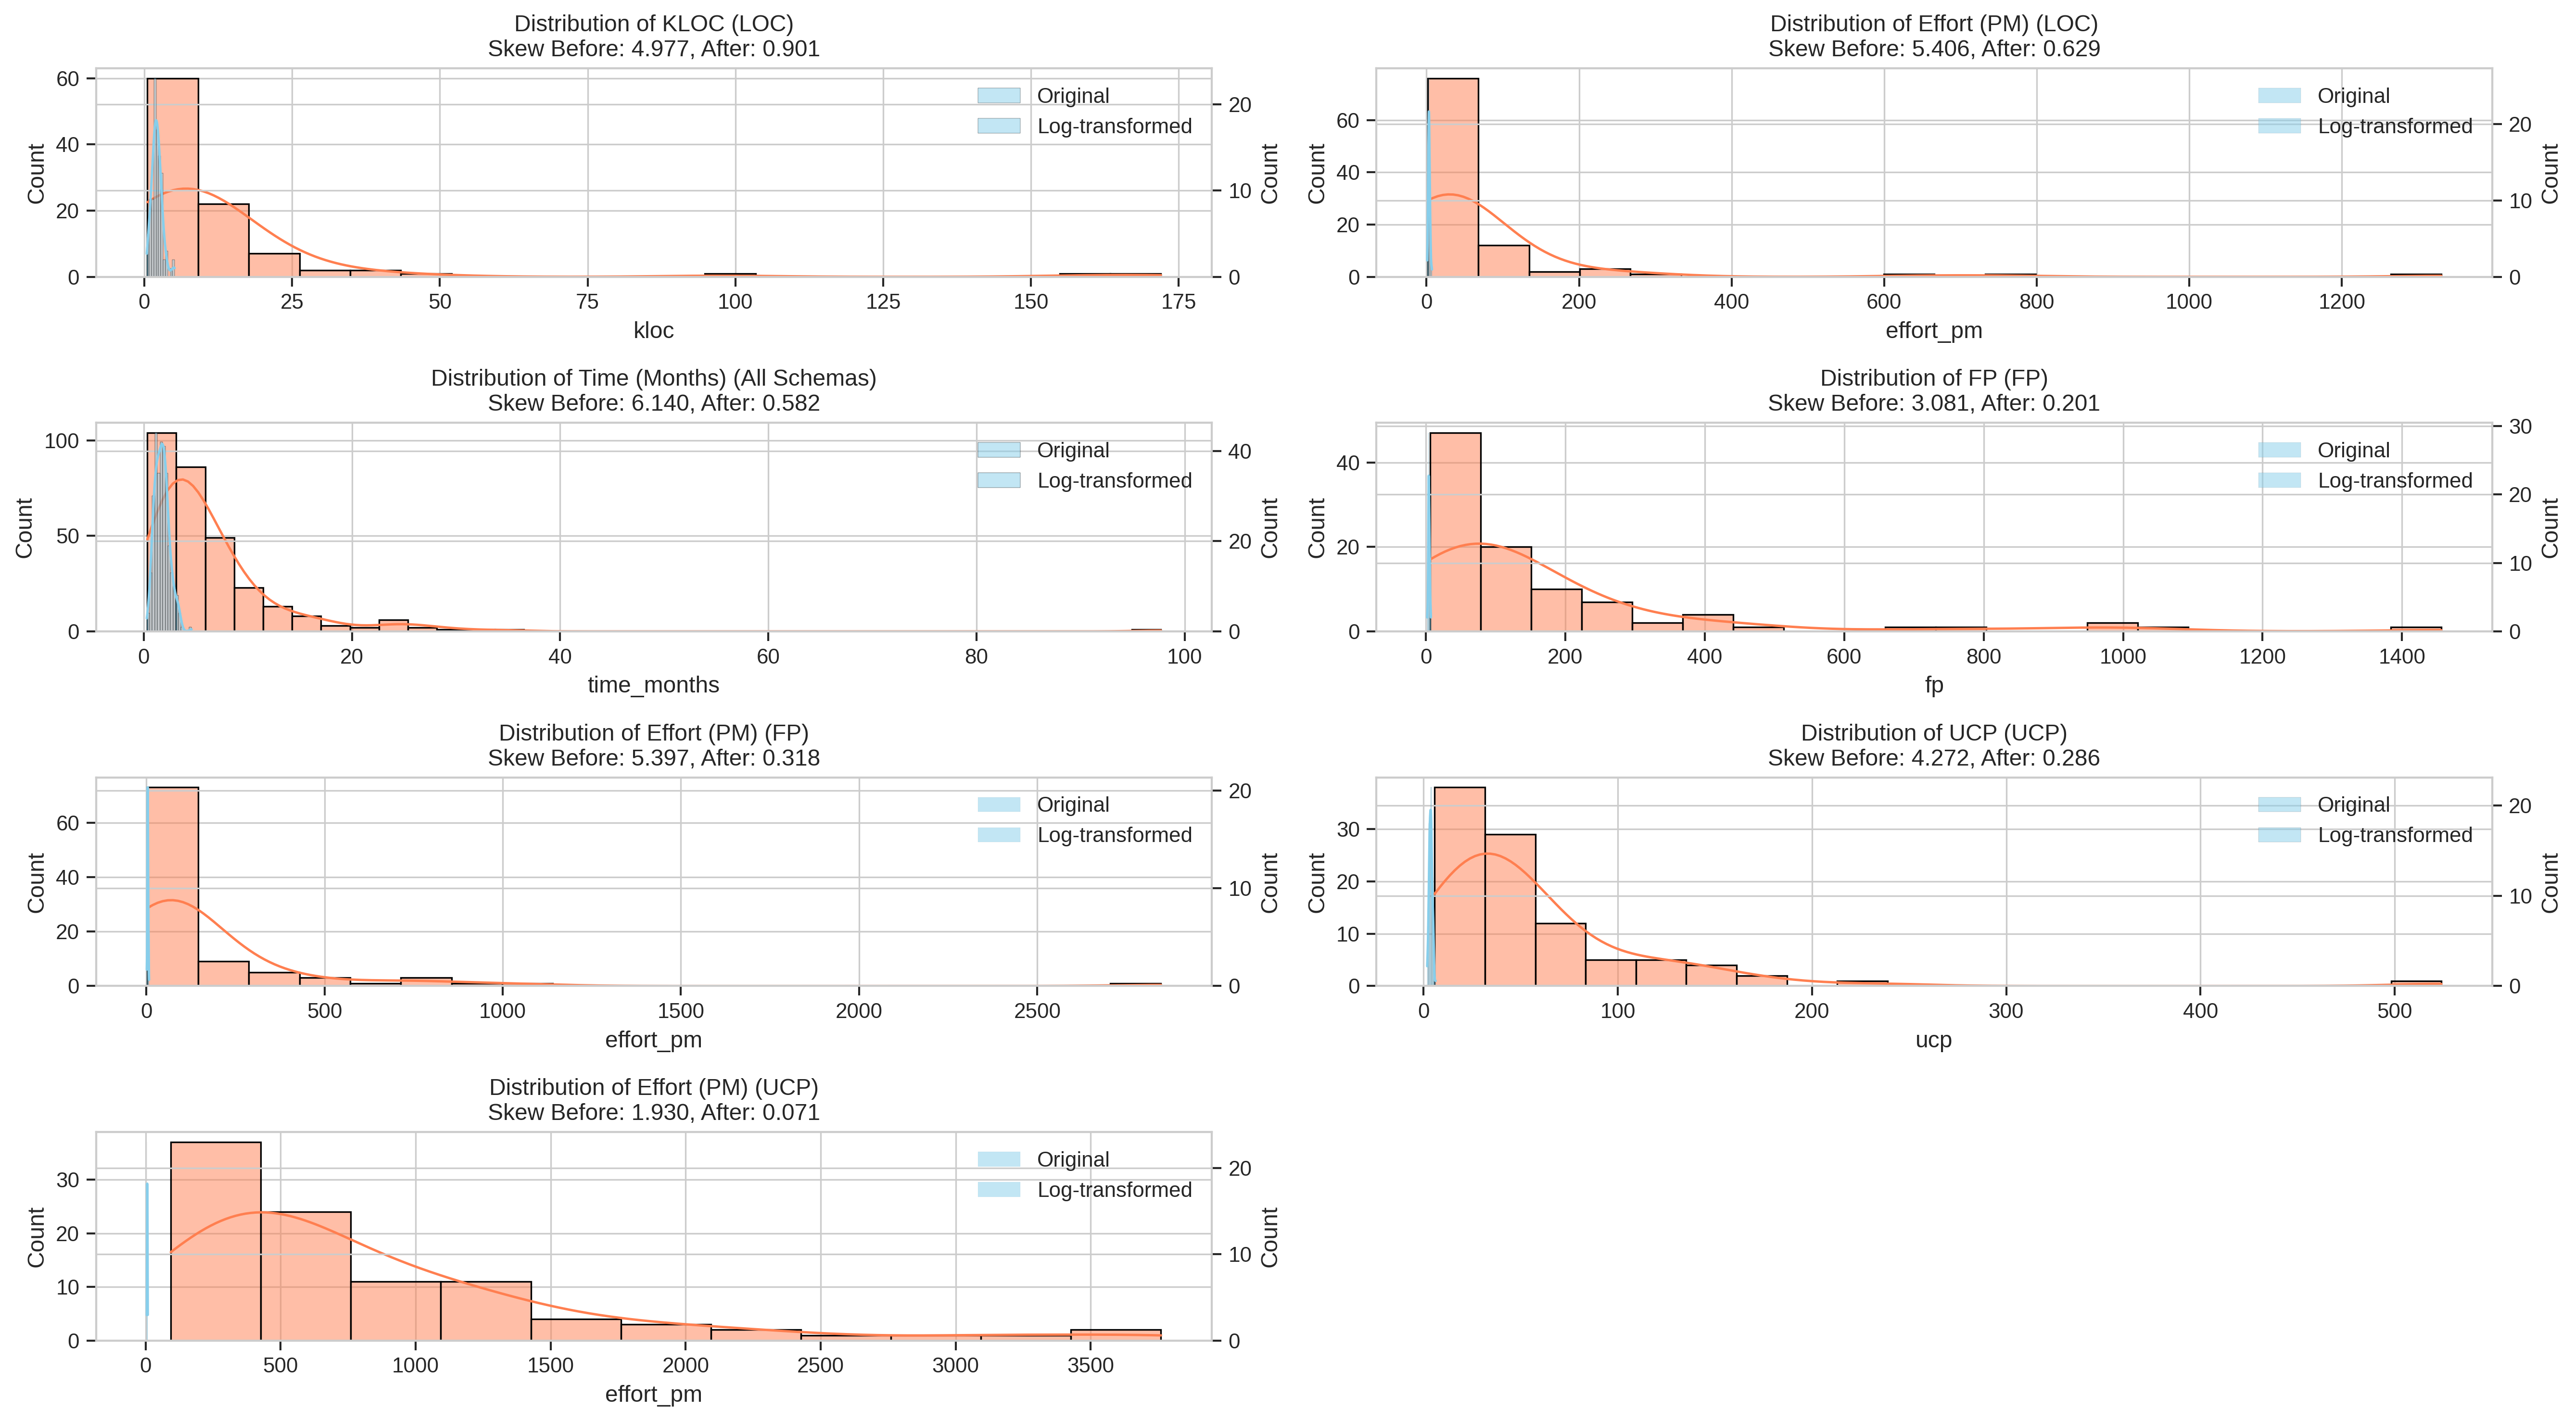 Distribution of KLOC (LOC)
Skew Before: 4.977, After: 0.901
60
40
20
0
Count
20
10
0
Count
Original
Log-transformed
0 25 50 75 100 125 150 175
kloc
Distribution of Effort (PM) (LOC)
Skew Before: 5.406, After: 0.629
60
40
20
0
Count
20
10
0
Count
Original
Log-transformed
0 200 400 600 800 1000 1200
effort_pm
Distribution of Time (Months) (All Schemas)
Skew Before: 6.140, After: 0.582
100
50
0
Count
40
20
0
Count
Original
Log-transformed
0 20 40 60 80 100
time_months
Distribution of FP (FP)
Skew Before: 3.081, After: 0.201
40
20
0
Count
30
20
10
0
Count
Original
Log-transformed
0 200 400 600 800 1000 1200 1400
fp
Distribution of Effort (PM) (FP)
Skew Before: 5.397, After: 0.318
60
40
20
0
Count
20
10
0
Count
Original
Log-transformed
0 500 1000 1500 2000 2500
effort_pm
Distribution of UCP (UCP)
Skew Before: 4.272, After: 0.286
30
20
10
0
Count
20
10
0
Count
Original
Log-transformed
0 100 200 300 400 500
ucp
Distribution of Effort (PM) (UCP)
Skew Before: 1.930, After: 0.071
30
20
10
0
Count
20
10
0
Count
Original
Log-transformed
0 500 1000 1500 2000 2500 3000 3500
effort_pm